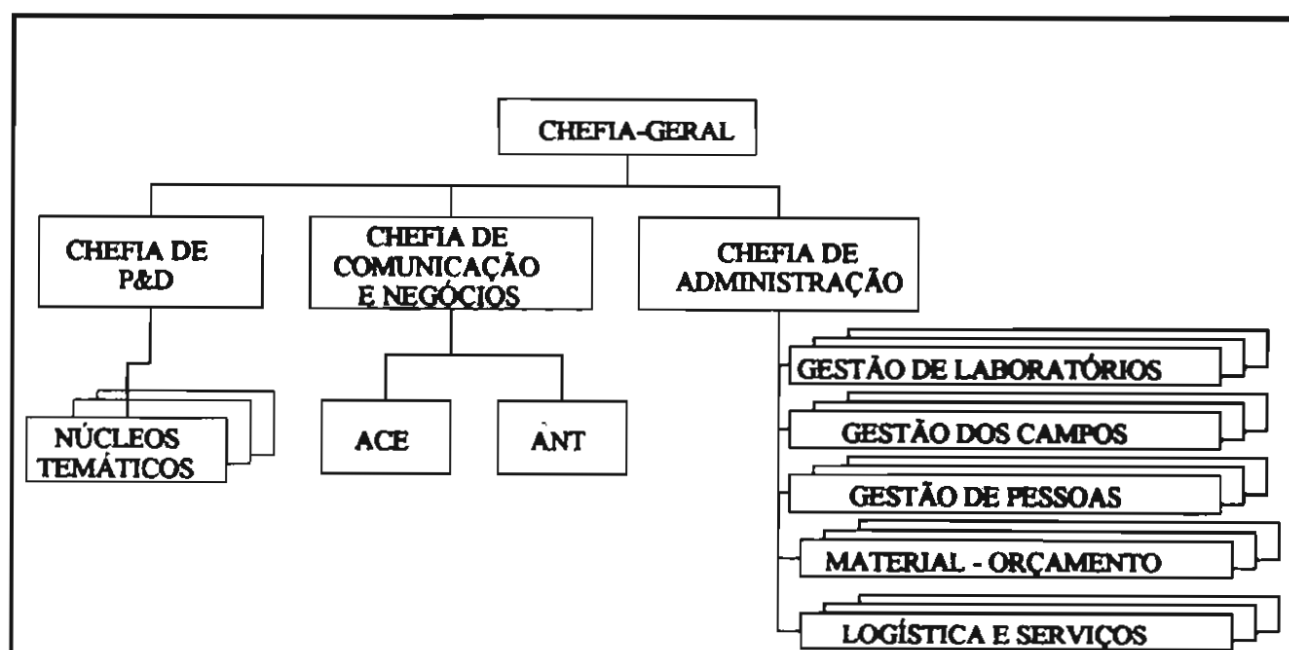 CHEFIA-GERAL
CHEFIA DE
P&D
CHEFIA DE
COMUNICAÇÃO
E NEGÓCIOS
CHEFIA DE
ADMINISTRAÇÃO
NÚCLEOS
TEMÁTICOS
ACE
ANT
GESTÃO DE LABORATÓRIOS
GESTÃO DOS CAMPOS
GESTÃO DE PESSOAS
MATERIAL - ORÇAMENTO
LOGÍSTICA E SERVIÇOS